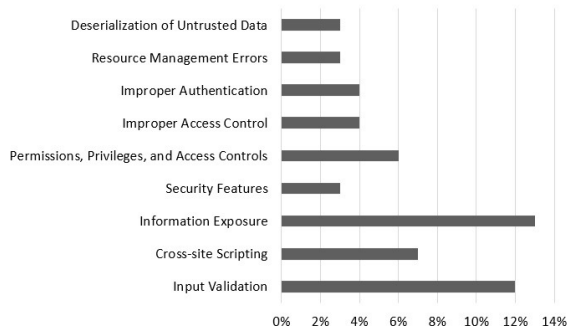 Deserialization of Untrusted Data
Resource Management Errors
Improper Authentication
Improper Access Control
Permissions, Privileges, and Access Controls
Security Features
Information Exposure
Cross-site Scripting
Input Validation
0% 2% 4% 6% 8% 10% 12% 14%